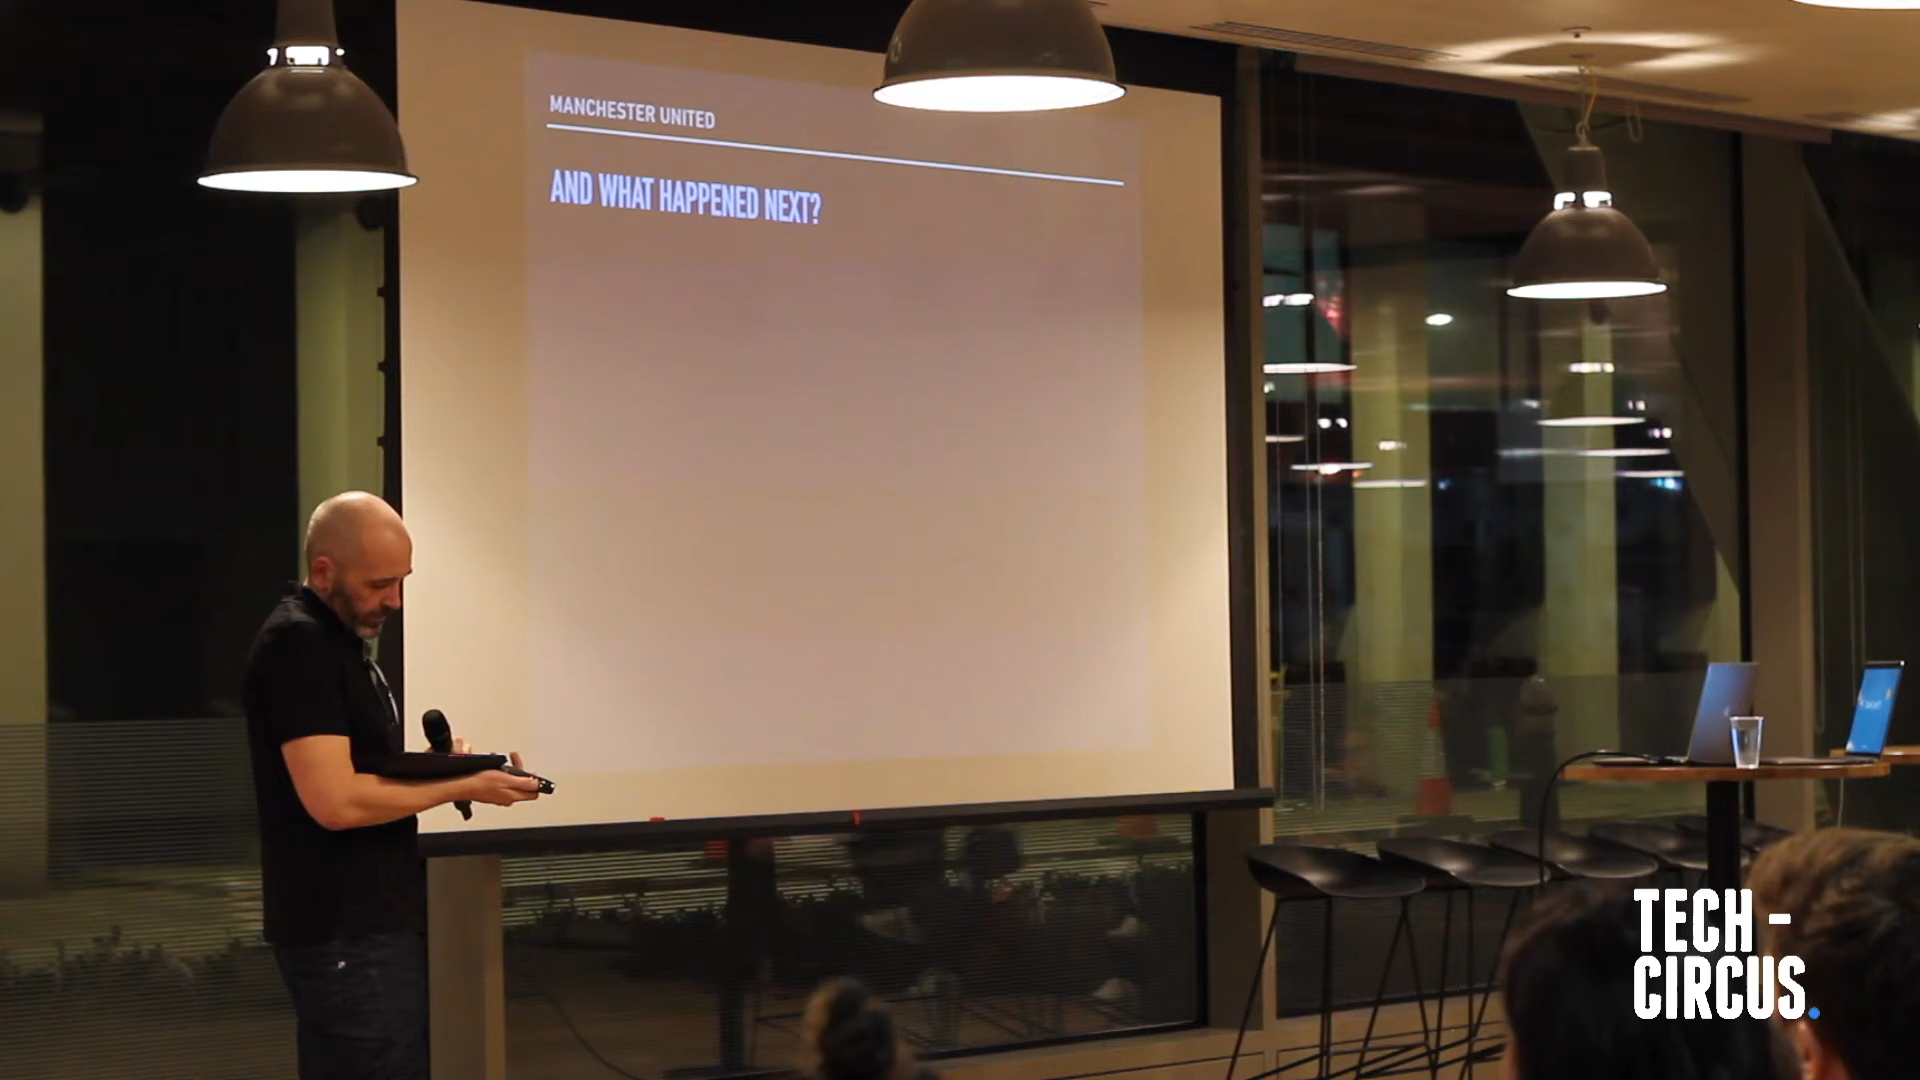 MANCHESTER UNITED
AND WHAT HAPPENED NEXT?
TECH -
CIRCUS.